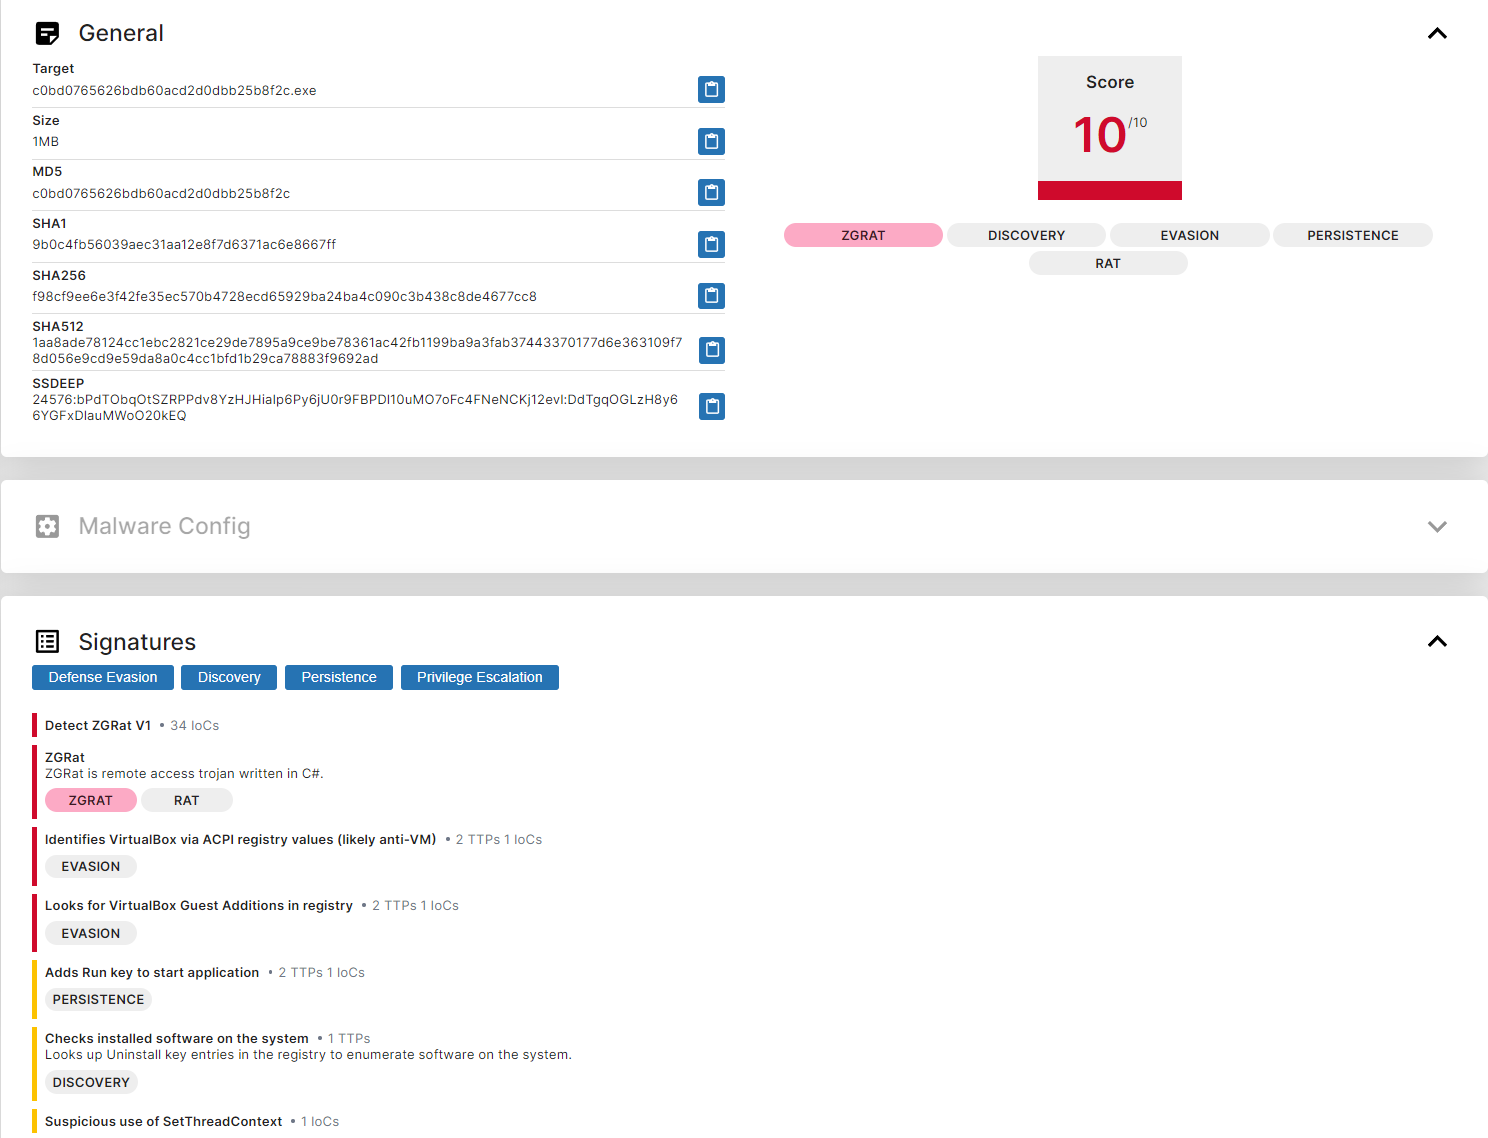 General
Target
c0bd0765626bdb60acd2d0dbb25b8f2c.exe
Size
1MB
MD5
c0bd0765626bdb60acd2d0dbb25b8f2c
SHA1
9b0c4fb56039aec31aa12e8f7d6371ac6e8667ff
SHA256
f98cf9ee6e3f42fe35ec570b4728ecd65929ba24ba4c090c3b438c8de4677cc8
SHA512
1aa8ade78124cc1ebc2821ce29de7895a9ce9be78361ac42fb1199ba9a3fab37443370177d6e363109f7
8d056e9cd9e59da8a0c4cc1bfd1b29ca78883f9692ad
SSDEEP
24576:bPdTObqOtSZRPPdv8YzHJHialp6Py6jU0r9FBPDl10uMO7oFc4FNeNCKj12evl:DdTgqOGLzH8y6
6YGFxDlauMWoO20kEQ
Score
10 /10
ZGRAT DISCOVERY EVASION PERSISTENCE
RAT
Malware Config
Signatures
Defense Evasion Discovery Persistence Privilege Escalation
Detect ZGRat V1 • 34 IoCs
ZGRat
ZGRat is remote access trojan written in C#.
ZGRAT RAT
Identifies VirtualBox via ACPI registry values (likely anti-VM) • 2 TTPs 1 IoCs
EVASION
Looks for VirtualBox Guest Additions in registry • 2 TTPs 1 IoCs
EVASION
Adds Run key to start application • 2 TTPs 1 IoCs
PERSISTENCE
Checks installed software on the system • 1 TTPs
Looks up Uninstall key entries in the registry to enumerate software on the system.
DISCOVERY
Suspicious use of SetThreadContext • 1 IoCs